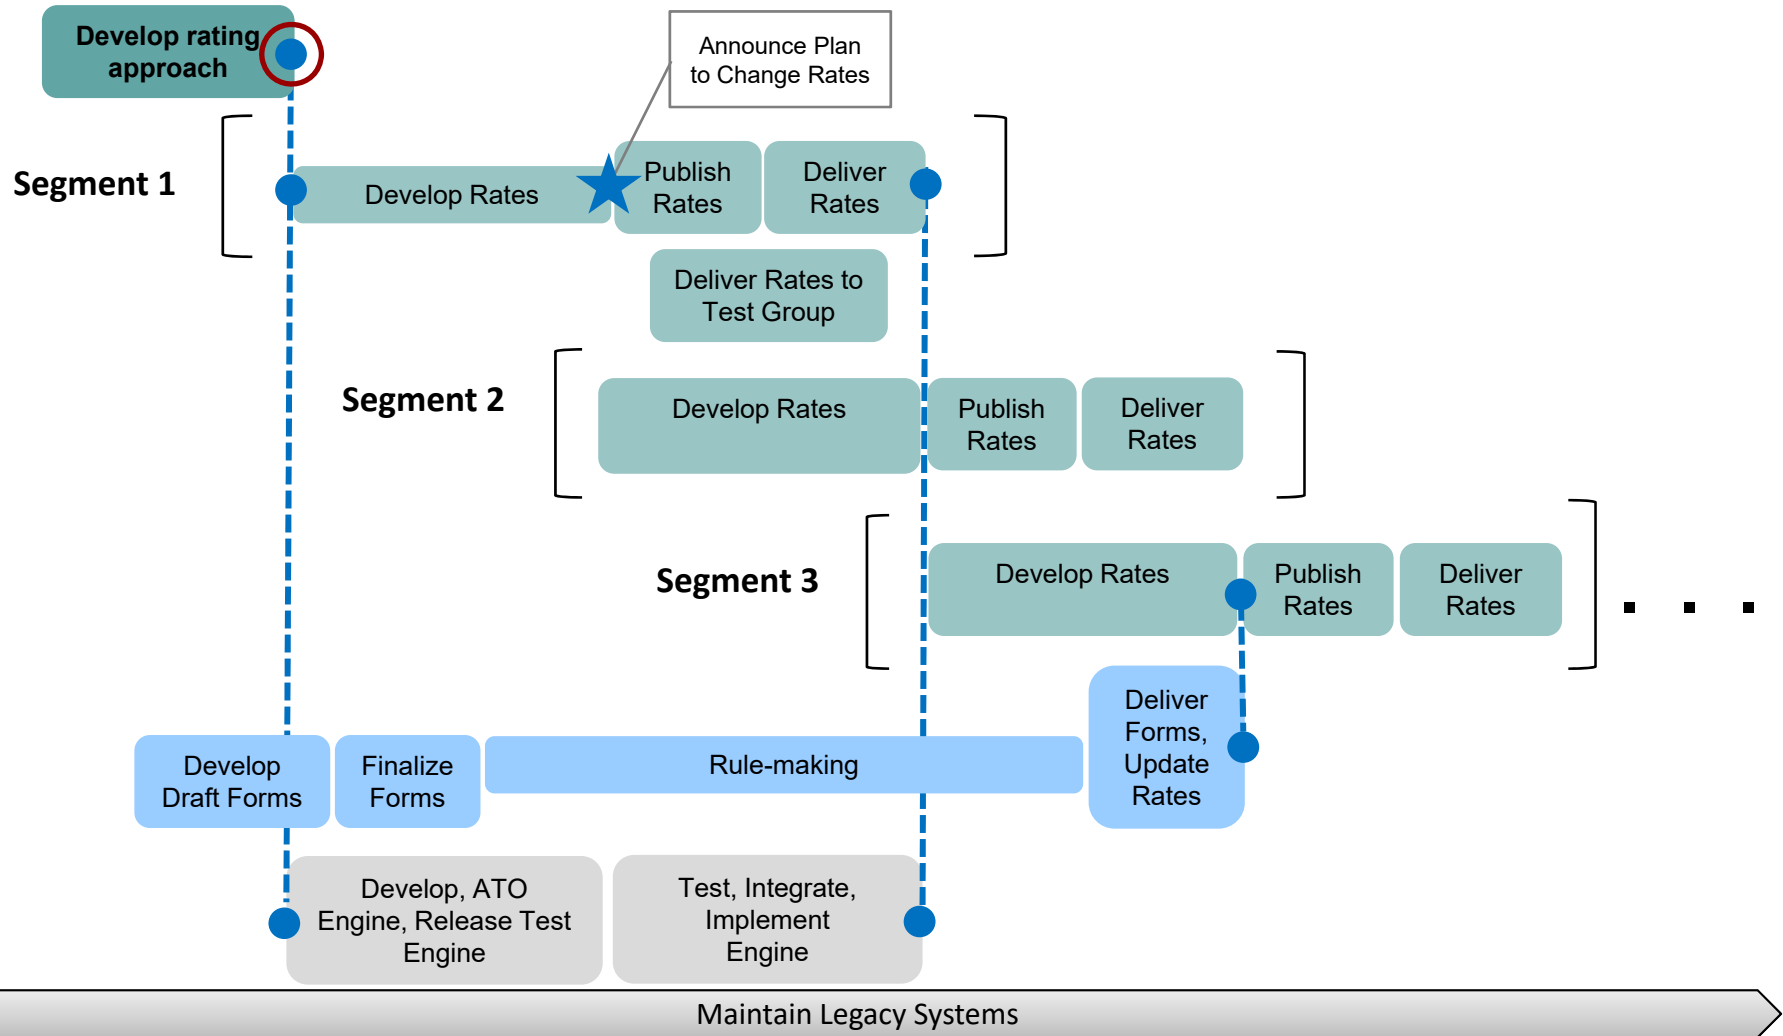 Develop rating
approach
Announce Plan
to Change Rates
Segment 1
Develop Rates
Publish
Rates
Deliver
Rates
Deliver Rates to
Test Group
Segment 2
Develop Rates
Publish
Rates
Deliver
Rates
Segment 3
Develop Rates
Publish
Rates
Deliver
Rates
. . .
Develop
Draft Forms
Finalize
Forms
Rule-making
Deliver
Forms,
Update
Rates
Develop, ATO
Engine, Release Test
Engine
Test, Integrate,
Implement
Engine
Maintain Legacy Systems